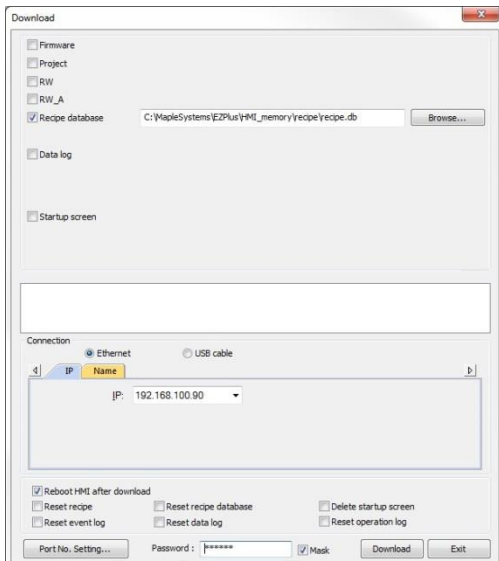 Download
Firmware
Project
RW
RW_A
Recipe database C:\MapleSystems\EZPlus\HMI_memory\recipe\recipe.db Browse...
Data log
Startup screen
Connection
Ethernet USB cable
IP Name
IP: 192.168.100.90
Reboot HMI after download
Reset recipe Reset recipe database Delete startup screen
Reset event log Reset data log Reset operation log
Port No. Setting... Password : ****** Mask Download Exit